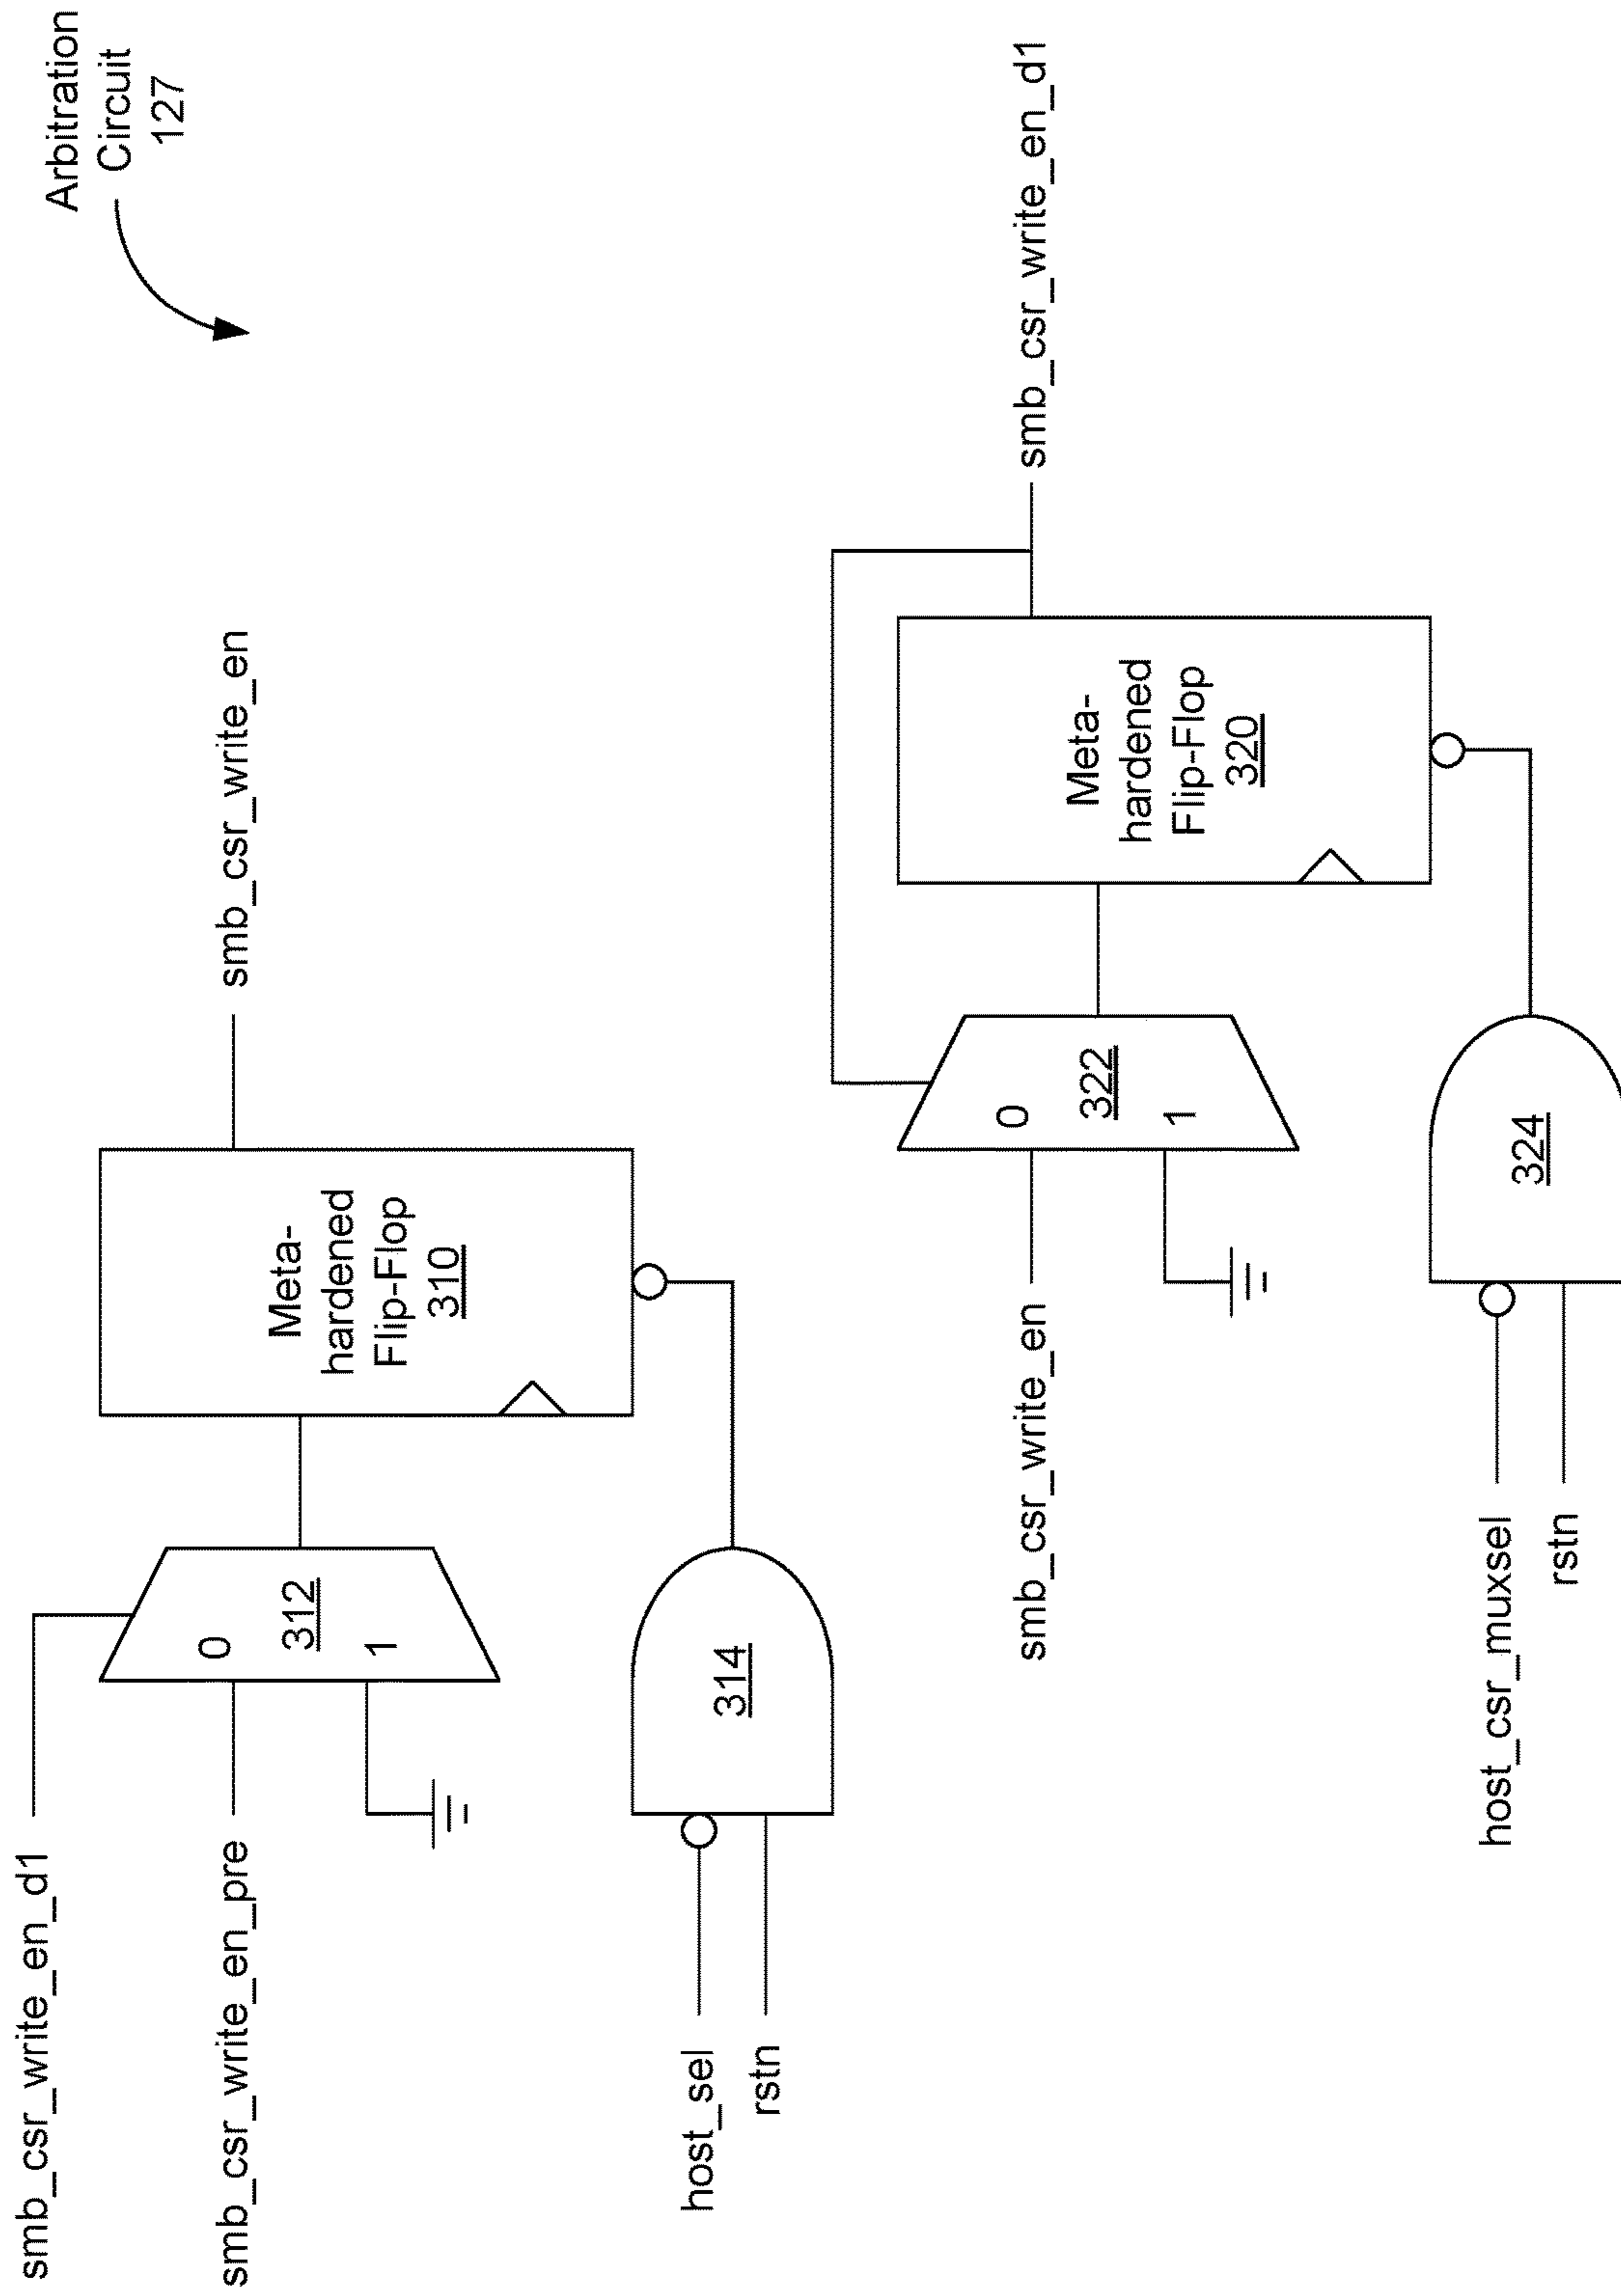 Arbitration
Circuit
127
smb_csr_write_en_d1
smb_csr_write_en_pre
0
312
1
Meta-
hardened
Flip-Flop
310
smb_csr_write_en
host_sel
rstn
314
smb_csr_write_en
0
322
1
Meta-
hardened
Flip-Flop
320
smb_csr_write_en_d1
host_csr_muxsel
rstn
324